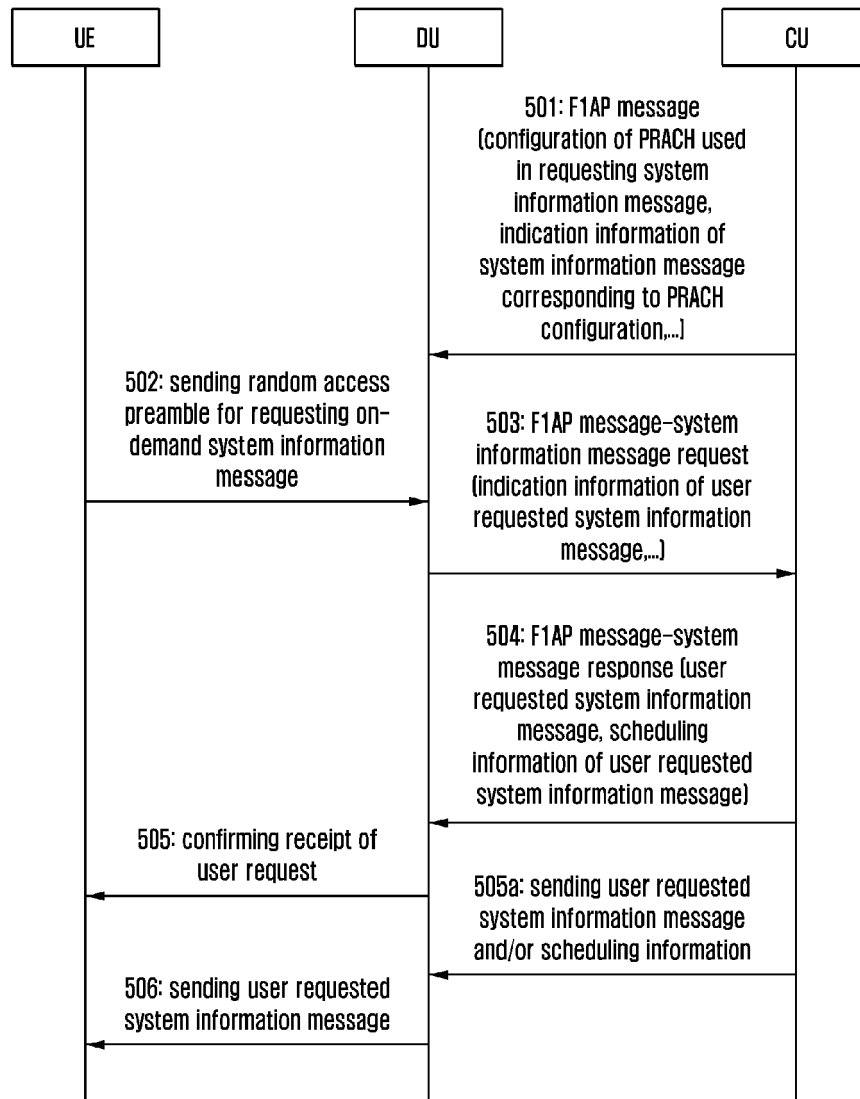 UE
DU
CU
501: F1AP message
(configuration of PRACH used
in requesting system
information message,
indication information of
system information message
corresponding to PRACH
configuration,...)
502: sending random access
preamble for requesting on-
demand system information
message
503: F1AP message-system
information message request
(indication information of user
requested system information
message,...)
504: F1AP message-system
message response (user
requested system information
message, scheduling
information of user requested
system information message)
505: confirming receipt of
user request
505a: sending user requested
system information message
and/or scheduling information
506: sending user requested
system information message